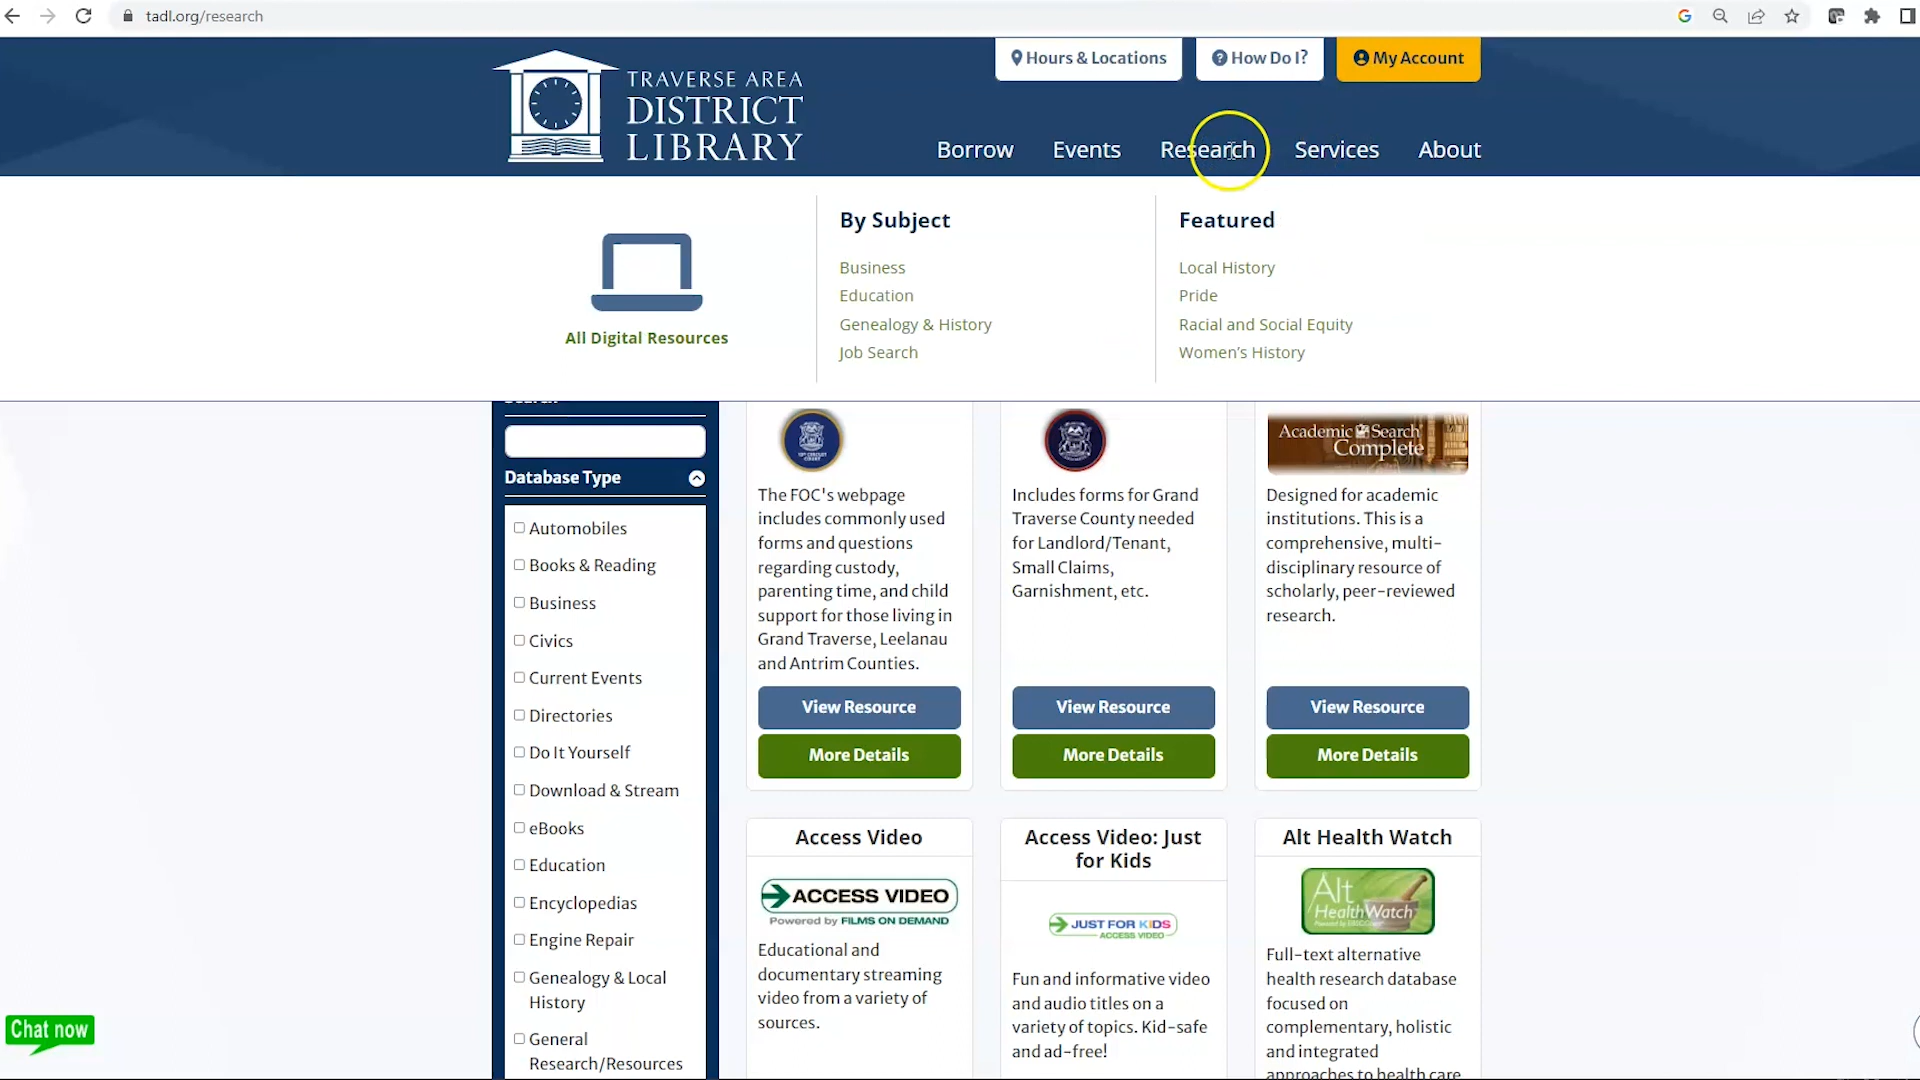 tadl.org/research
Hours & Locations
How Do I?
My Account
TRAVERSE AREA
DISTRICT
LIBRARY
Borrow
Events
Research
Services
About
All Digital Resources
By Subject
Business
Education
Genealogy & History
Job Search
Featured
Local History
Pride
Racial and Social Equity
Women's History
Database Type
Automobiles
Books & Reading
Business
Civics
Current Events
Directories
Do It Yourself
Download & Stream
eBooks
Education
Encyclopedias
Engine Repair
Genealogy & Local
History
General
Research/Resources
The FOC's webpage
includes commonly used
forms and questions
regarding custody,
parenting time, and child
support for those living in
Grand Traverse, Leelanau
and Antrim Counties.
View Resource
More Details
Includes forms for Grand
Traverse County needed
for Landlord/Tenant,
Small Claims,
Garnishment, etc.
View Resource
More Details
Academic Search
Complete
Designed for academic
institutions. This is a
comprehensive, multi-
disciplinary resource of
scholarly, peer-reviewed
research.
View Resource
More Details
Access Video
ACCESS VIDEO
Powered by FILMS ON DEMAND
Educational and
documentary streaming
video from a variety of
sources.
Access Video: Just
for Kids
JUST FOR KIDS
ACCESS VIDEO
Fun and informative video
and audio titles on a
variety of topics. Kid-safe
and ad-free!
Alt Health Watch
Alt
HealthWatch
Full-text alternative
health research database
focused on
complementary, holistic
and integrated
approaches to health care
Chat now